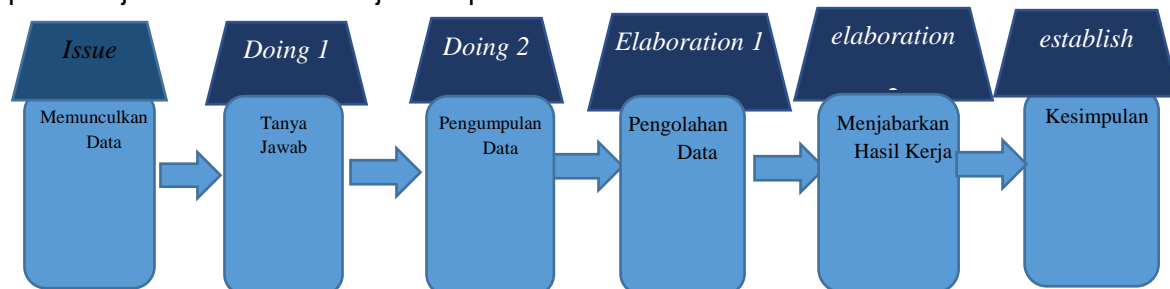 Issue
Doing 1
Doing 2
Elaboration 1
elaboration
establish
Memunculkan
Data
Tanya
Jawab
Pengumpulan
Data
Pengolahan
Data
Menjabarkan
Hasil Kerja
Kesimpulan